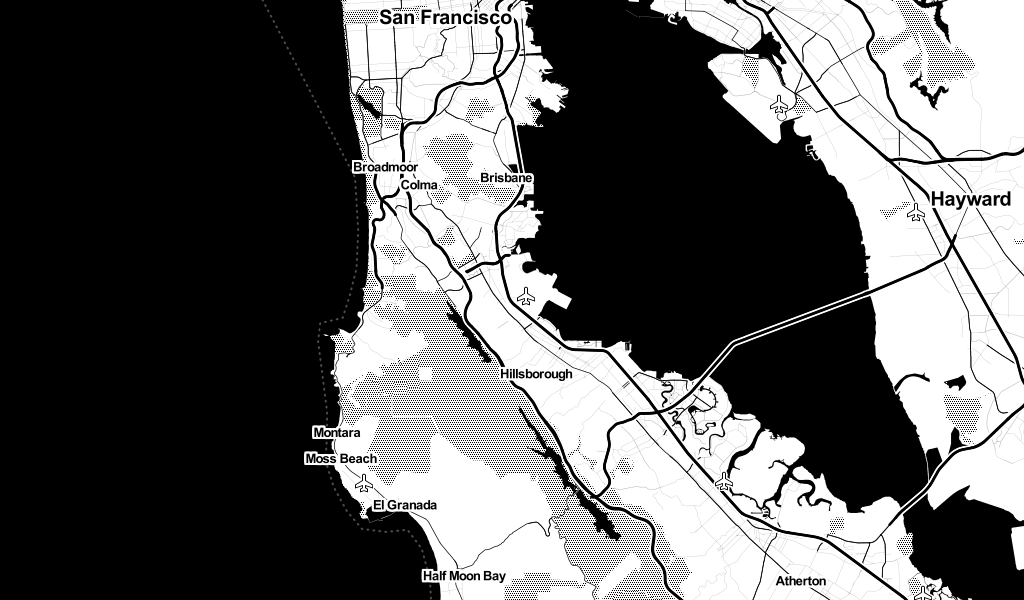 San Francisco
Broadmoor
Colma
Brisbane
Hayward
Hillsborough
Montara
Moss Beach
El Granada
Half Moon Bay
Atherton